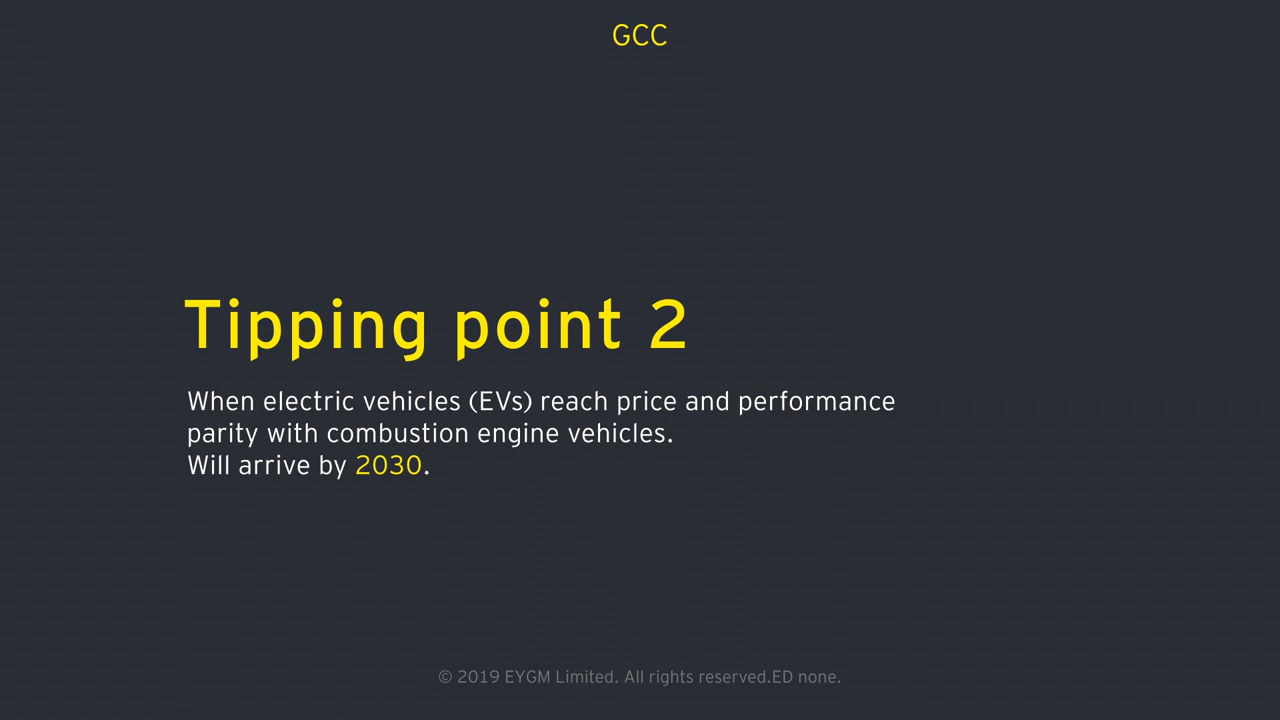 GCC
Tipping point 2
When electric vehicles (EVs) reach price and performance
parity with combustion engine vehicles.
Will arrive by 2030.
© 2019 EYGM Limited. All rights reserved.ED none.